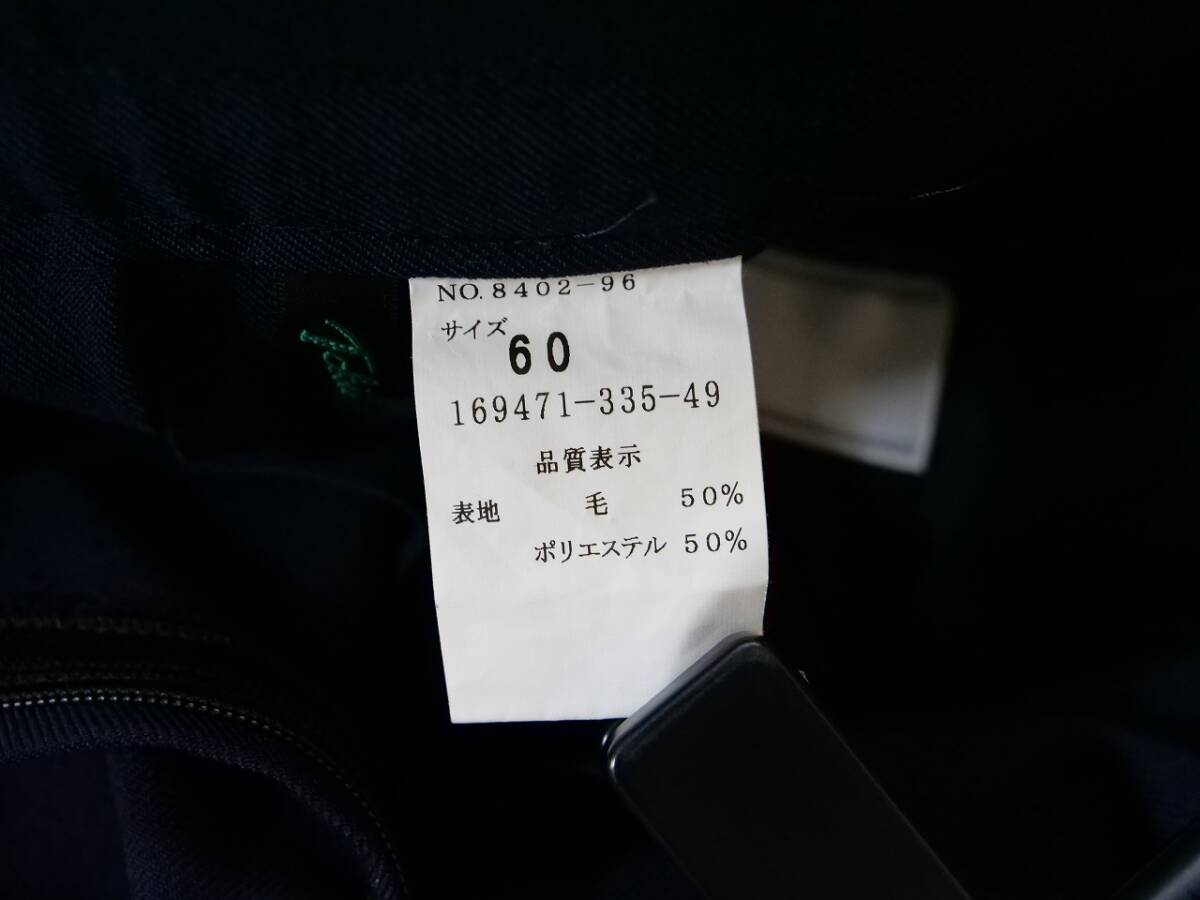 NO.8402-96
サイズ
60
169471-335-49
品質表示
表地 毛 50%
ポリエステル 50%